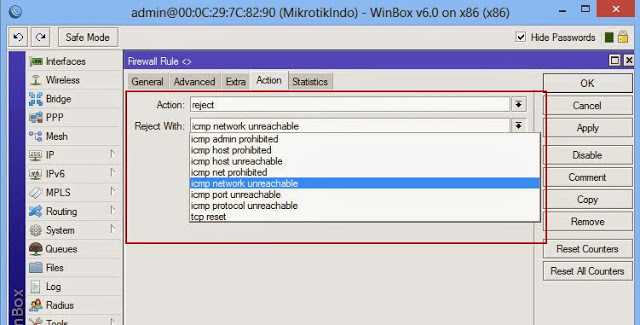 admin@00:0C:29:7C:82:90 (MikrotikIndo) - WinBox v6.0 on x86 (x86)
Safe Mode
Hide Passwords
Interfaces
Wireless
Bridge
PPP
Mesh
IP
IPv6
MPLS
Routing
System
Queues
Files
Log
Radius
Tools
inBox
Firewall Rule <>
General Advanced Extra Action Statistics
Action: reject
Reject With: icmp network unreachable
icmp admin prohibited
icmp host prohibited
icmp host unreachable
icmp net prohibited
icmp network unreachable
icmp port unreachable
icmp protocol unreachable
tcp reset
OK
Cancel
Apply
Disable
Comment
Copy
Remove
Reset Counters
Reset All Counters